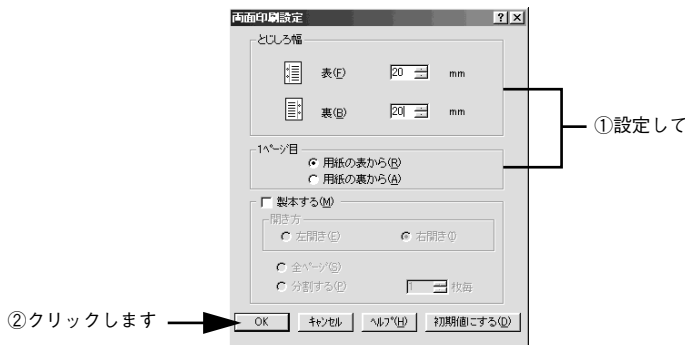 両面印刷設定
とじしろ幅
表(F) 20 mm
裏(B) 20 mm
①設定して
1ページ目
用紙の表から(R)
用紙の裏から(A)
製本する(M)
開き方
左開き(E) 右開き(I)
全ページ(S)
分割する(P) 1 枚毎
②クリックします
OK キャンセル ヘルプ(H) 初期値にする(D)